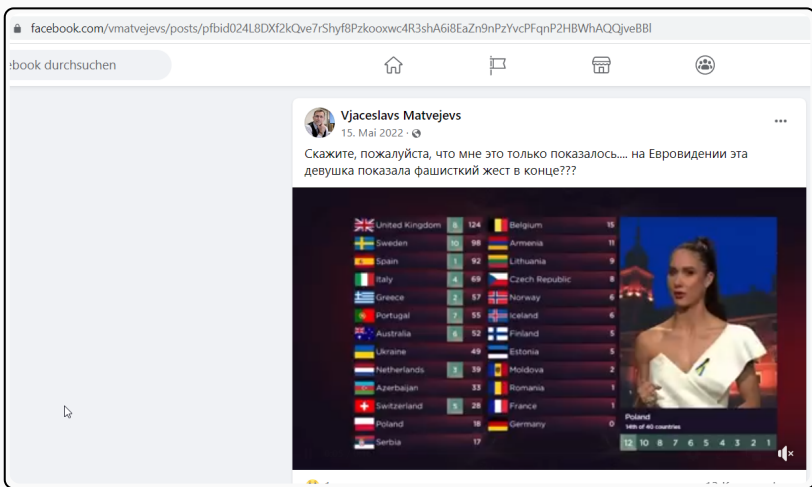 facebook.com/vmatvejevs/posts/pfbid024L8DXf2kQve7rShyf8Pzkooxwc4R3shA6i8EaZn9nPzYvcPFqnP2HBWhAQQjveBBl
ebook durchsuchen
Vjaceslavs Matvejevs
15. Mai 2022 ·
Скажите, пожалуйста, что мне это только показалось.... на Евровидении эта
девушка показала фашисткий жест в конце???
United Kingdom 8 124 Belgium 15
Sweden 10 98 Armenia 11
Spain 1 92 Lithuania 9
Italy 4 69 Czech Republic 8
Greece 2 57 Norway 6
Portugal 7 55 Iceland 6
Australia 6 52 Finland 5
Ukraine 49 Estonia 5
Netherlands 3 39 Moldova 2
Azerbaijan 33 Romania 1
Switzerland 5 28 France 1
Poland 18 Germany 0
Serbia 17
Poland
14th of 40 countries
12 10 8 7 6 5 4 3 2 1